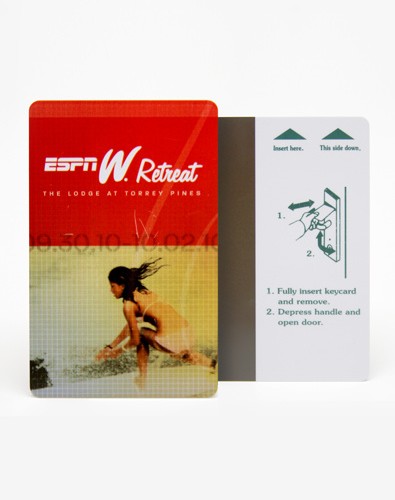 ESPN W. Retreat
THE LODGE AT TORREY PINES
09.30.10-10.02.10
Insert here.
This side down.
1.
2.
1. Fully insert keycard
and remove.
2. Depress handle and
open door.